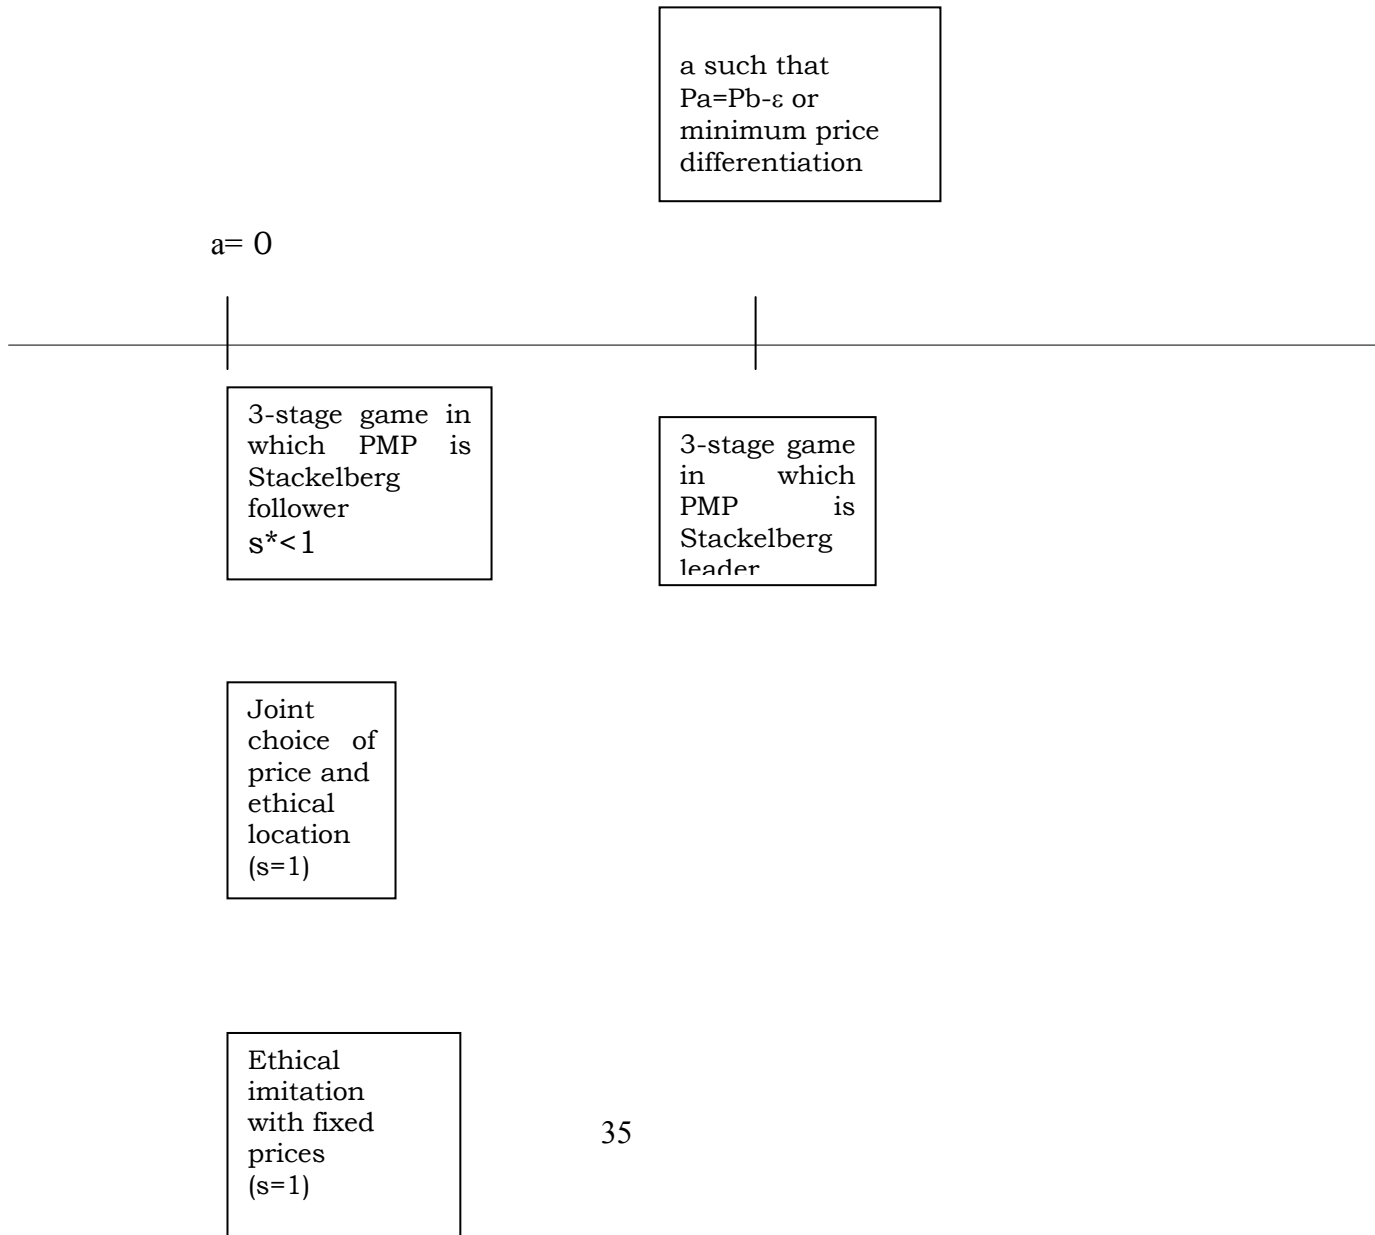 a such that
Pa=Pb-ε or
minimum price
differentiation
a= 0
3-stage game in
which PMP is
Stackelberg
follower
s*<1
3-stage game
in which
PMP is
Stackelberg
leader
Joint
choice of
price and
ethical
location
(s=1)
Ethical
imitation
with fixed
prices
(s=1)
35